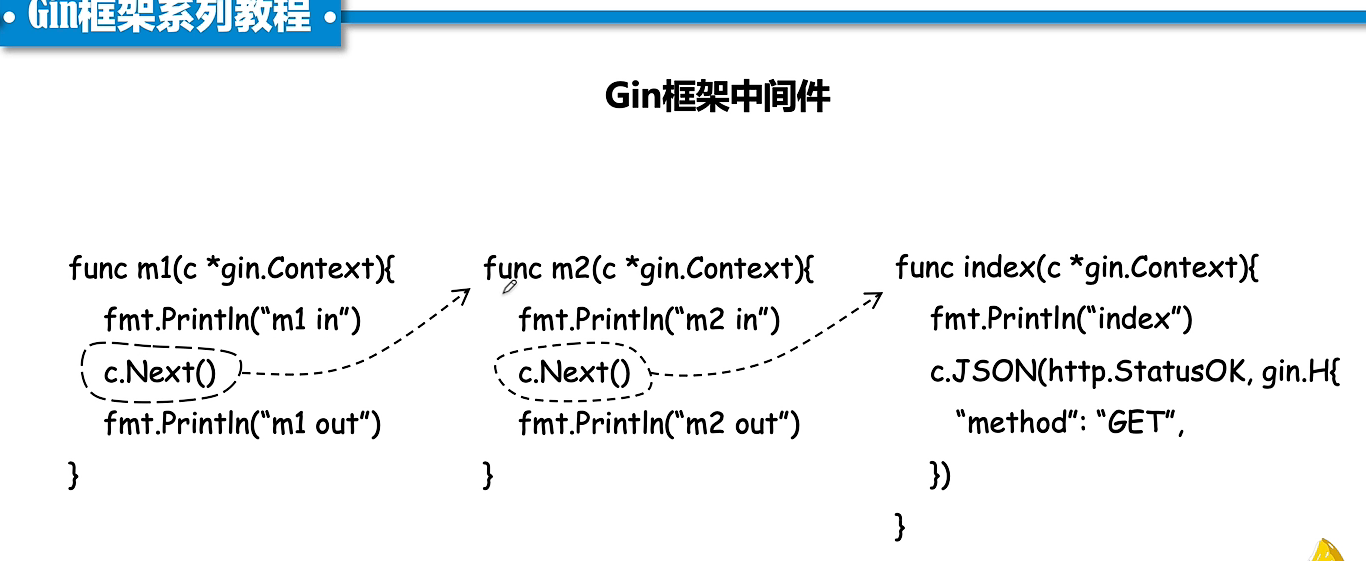 • Gin框架系列教程 •
Gin框架中间件
func m1(c *gin.Context){
fmt.Println(“m1 in”)
c.Next()
fmt.Println(“m1 out”)
}
func m2(c *gin.Context){
fmt.Println(“m2 in”)
c.Next()
fmt.Println(“m2 out”)
}
func index(c *gin.Context){
fmt.Println(“index”)
c.JSON(http.StatusOK, gin.H{
“method”: “GET”,
})
}